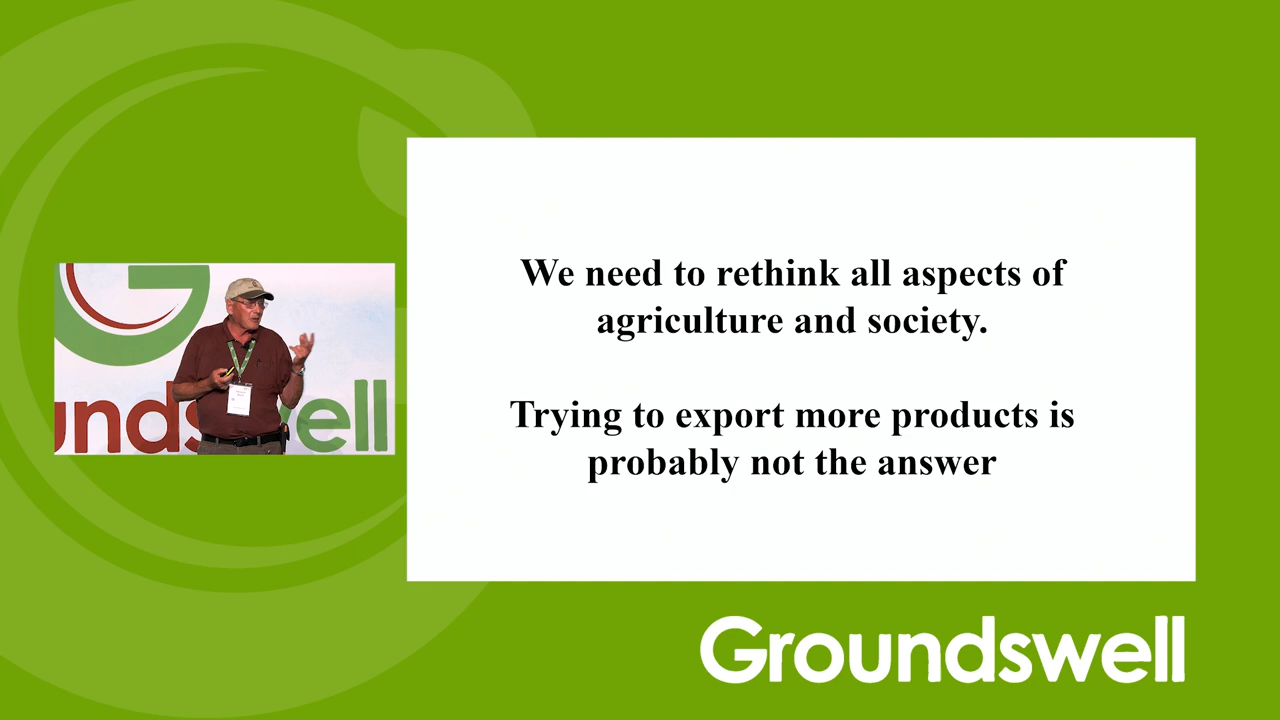 We need to rethink all aspects of
agriculture and society.
Trying to export more products is
probably not the answer
undswell
Groundswell